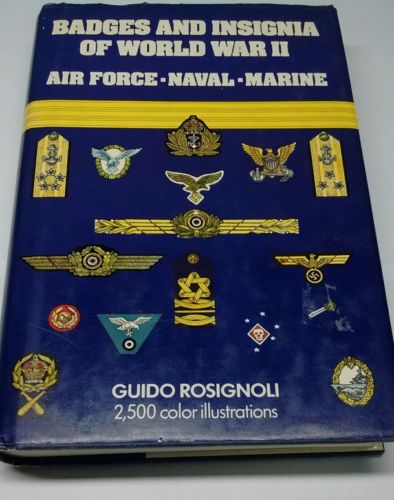 BADGES AND INSIGNIA
OF WORLD WAR II
AIR FORCE·NAVAL·MARINE
GUIDO ROSIGNOLI
2,500 color illustrations